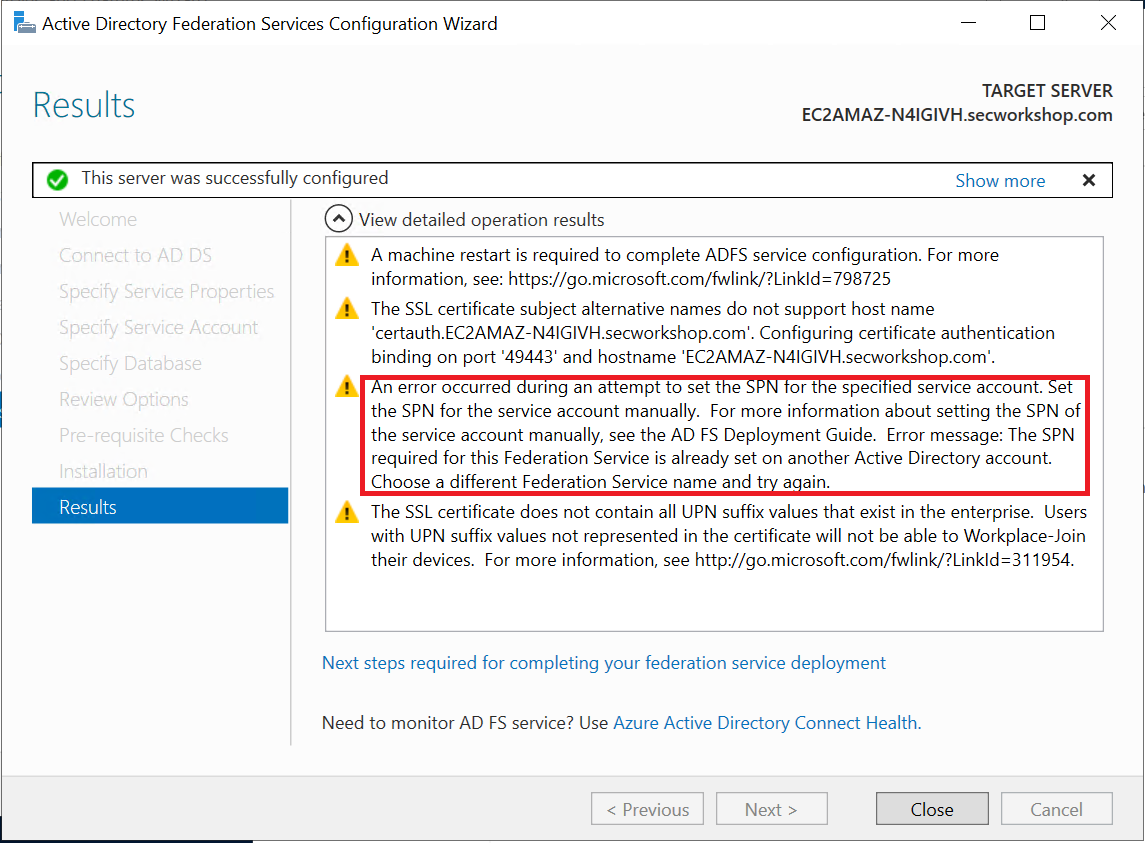 Active Directory Federation Services Configuration Wizard
Results
TARGET SERVER
EC2AMAZ-N4IGIVH.secworkshop.com
This server was successfully configured
Show more
Welcome
Connect to AD DS
Specify Service Properties
Specify Service Account
Specify Database
Review Options
Pre-requisite Checks
Installation
Results
View detailed operation results
A machine restart is required to complete ADFS service configuration. For more
information, see: https://go.microsoft.com/fwlink/?LinkId=798725
The SSL certificate subject alternative names do not support host name
'certauth.EC2AMAZ-N4IGIVH.secworkshop.com'. Configuring certificate authentication
binding on port '49443' and hostname 'EC2AMAZ-N4IGIVH.secworkshop.com'.
An error occurred during an attempt to set the SPN for the specified service account. Set
the SPN for the service account manually.  For more information about setting the SPN of
the service account manually, see the AD FS Deployment Guide.  Error message: The SPN
required for this Federation Service is already set on another Active Directory account.
Choose a different Federation Service name and try again.
The SSL certificate does not contain all UPN suffix values that exist in the enterprise.  Users
with UPN suffix values not represented in the certificate will not be able to Workplace-Join
their devices.  For more information, see http://go.microsoft.com/fwlink/?LinkId=311954.
Next steps required for completing your federation service deployment
Need to monitor AD FS service? Use Azure Active Directory Connect Health.
< Previous
Next >
Close
Cancel